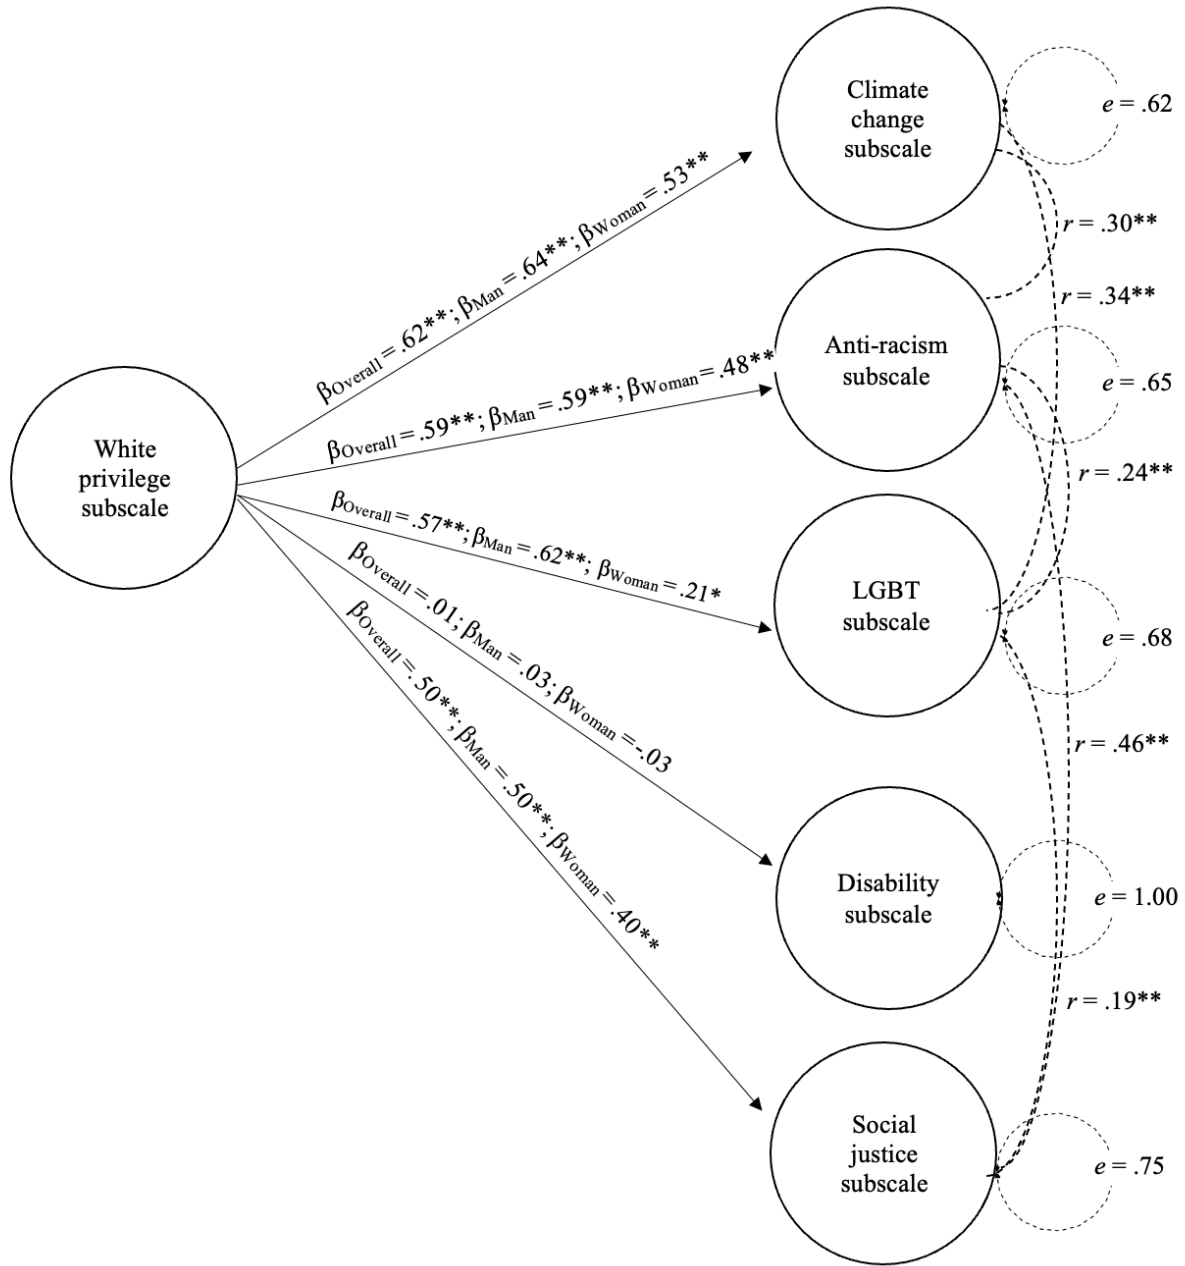 Climate
change
subscale
e = .62
βOverall = .62**; βMan = .64**; βWoman = .53**
r = .30**
r = .34**
Anti-racism
subscale
e = .65
βOverall = .59**; βMan = .59**; βWoman = .48**
White
privilege
subscale
r = .24**
βOverall = .57**; βMan = .62**; βWoman = .21*
LGBT
subscale
e = .68
βOverall = .01; βMan = .03; βWoman = -.03
βOverall = .50**; βMan = .50**; βWoman = .40**
r = .46**
Disability
subscale
e = 1.00
r = .19**
Social
justice
subscale
e = .75